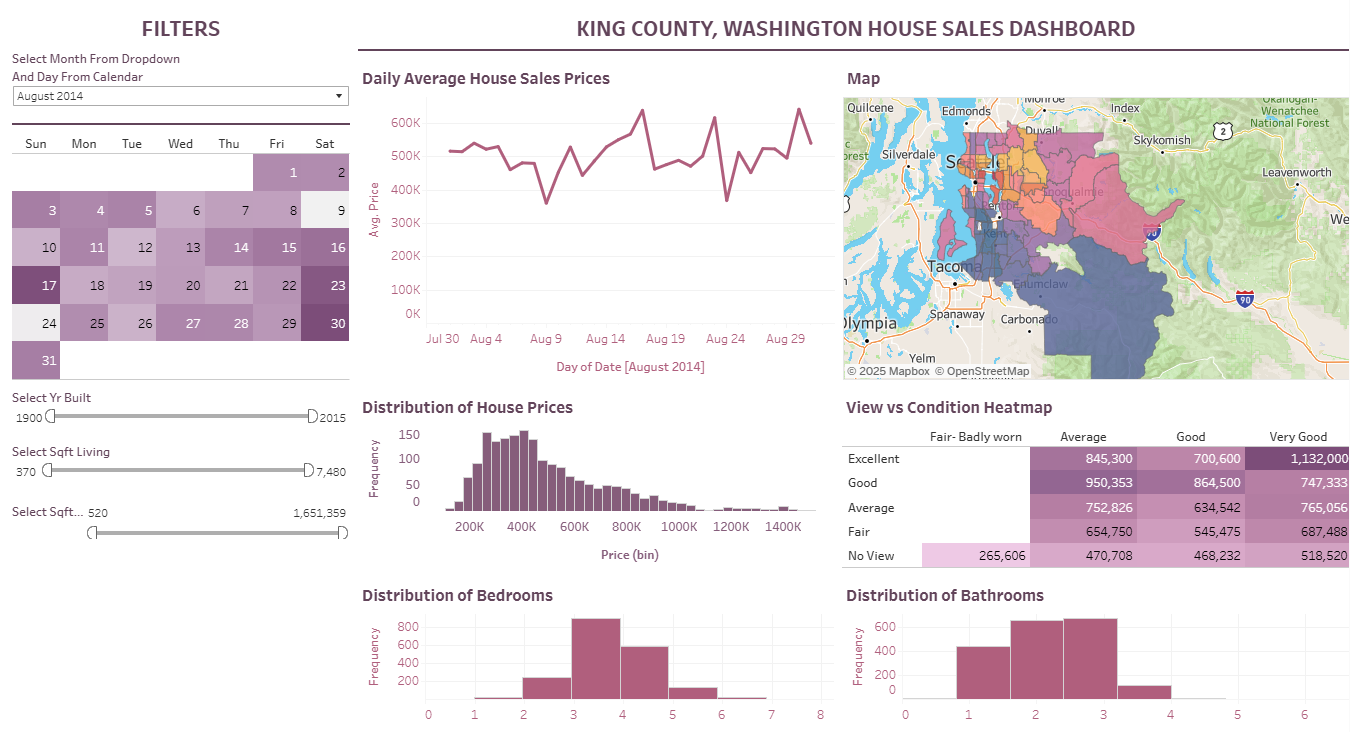 FILTERS
KING COUNTY, WASHINGTON HOUSE SALES DASHBOARD
Select Month From Dropdown
And Day From Calendar
August 2014
Sun Mon Tue Wed Thu Fri Sat
1 2
3 4 5 6 7 8 9
10 11 12 13 14 15 16
17 18 19 20 21 22 23
24 25 26 27 28 29 30
31
Select Yr Built
1900 2015
Select Sqft Living
370 7,480
Select Sqft... 520 1,651,359
Daily Average House Sales Prices
Avg. Price
600K
500K
400K
300K
200K
100K
0K
Jul 30 Aug 4 Aug 9 Aug 14 Aug 19 Aug 24 Aug 29
Day of Date [August 2014]
Map
Quilcene
Edmonds
Monroe
Index
Okanogan-
Wenatchee
National Forest
2
Duvall
Skykomish
Silverdale
Leavenworth
Snoqualmie
Renton
Kent
90
Tacoma
Enumclaw
90
Spanaway
Carbonado
Olympia
Yelm
© 2025 Mapbox © OpenStreetMap
Distribution of House Prices
Frequency
150
100
50
0
200K 400K 600K 800K 1000K 1200K 1400K
Price (bin)
View vs Condition Heatmap
Fair- Badly worn Average Good Very Good
Excellent 845,300 700,600 1,132,000
Good 950,353 864,500 747,333
Average 752,826 634,542 765,056
Fair 654,750 545,475 687,488
No View 265,606 470,708 468,232 518,520
Distribution of Bedrooms
Frequency
800
600
400
200
0 1 2 3 4 5 6 7 8
Distribution of Bathrooms
Frequency
600
400
200
0
0 1 2 3 4 5 6